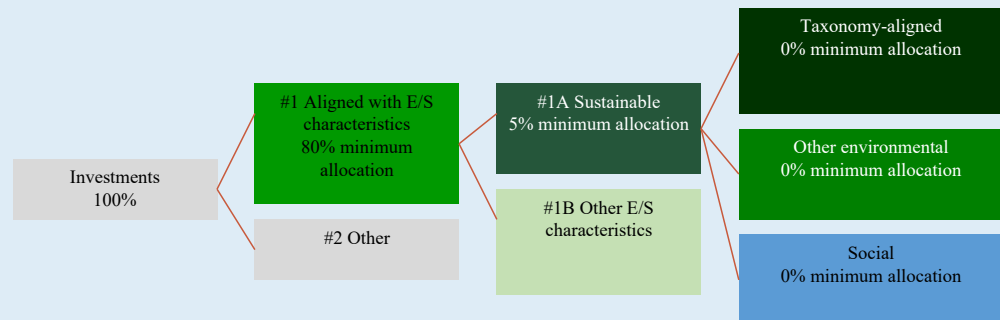 Investments
100%
#1 Aligned with E/S
characteristics
80% minimum
allocation
#2 Other
#1A Sustainable
5% minimum allocation
#1B Other E/S
characteristics
Taxonomy-aligned
0% minimum allocation
Other environmental
0% minimum allocation
Social
0% minimum allocation